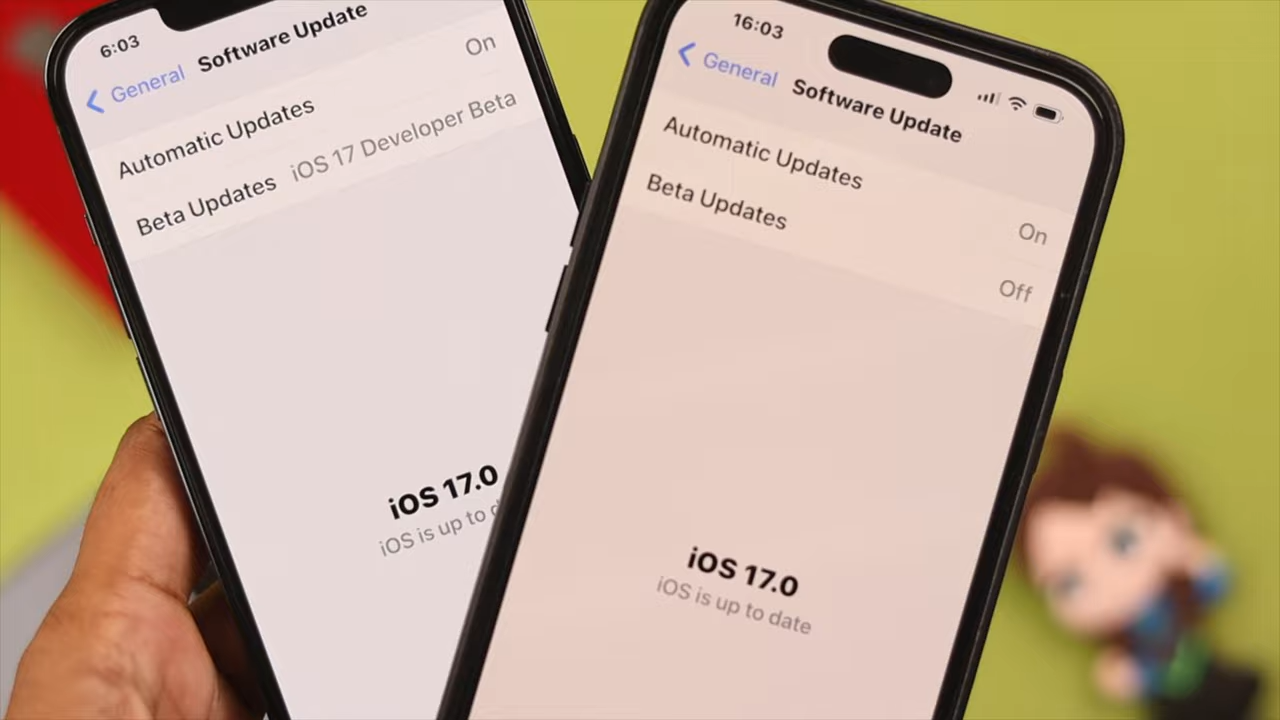 6:03
General
Software Update
Automatic Updates
On
Beta Updates
iOS 17 Developer Beta
iOS 17.0
iOS is up to
16:03
General
Software Update
Automatic Updates
On
Beta Updates
Off
iOS 17.0
iOS is up to date